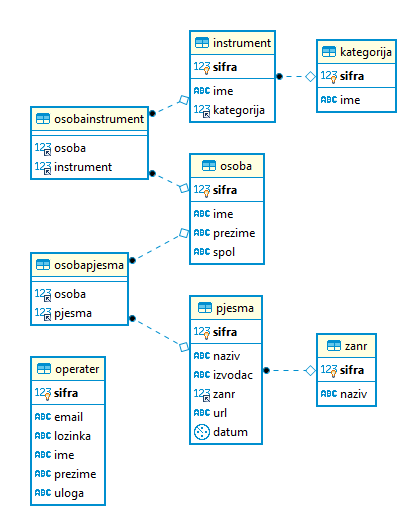 instrument
123 sifra
ABC ime
123 kategorija
kategorija
123 sifra
ABC ime
osobainstrument
123 osoba
123 instrument
osoba
123 sifra
ABC ime
ABC prezime
ABC spol
osobapjesma
123 osoba
123 pjesma
pjesma
123 sifra
ABC naziv
ABC izvodac
123 zanr
ABC url
datum
zanr
123 sifra
ABC naziv
operater
123 sifra
ABC email
ABC lozinka
ABC ime
ABC prezime
ABC uloga